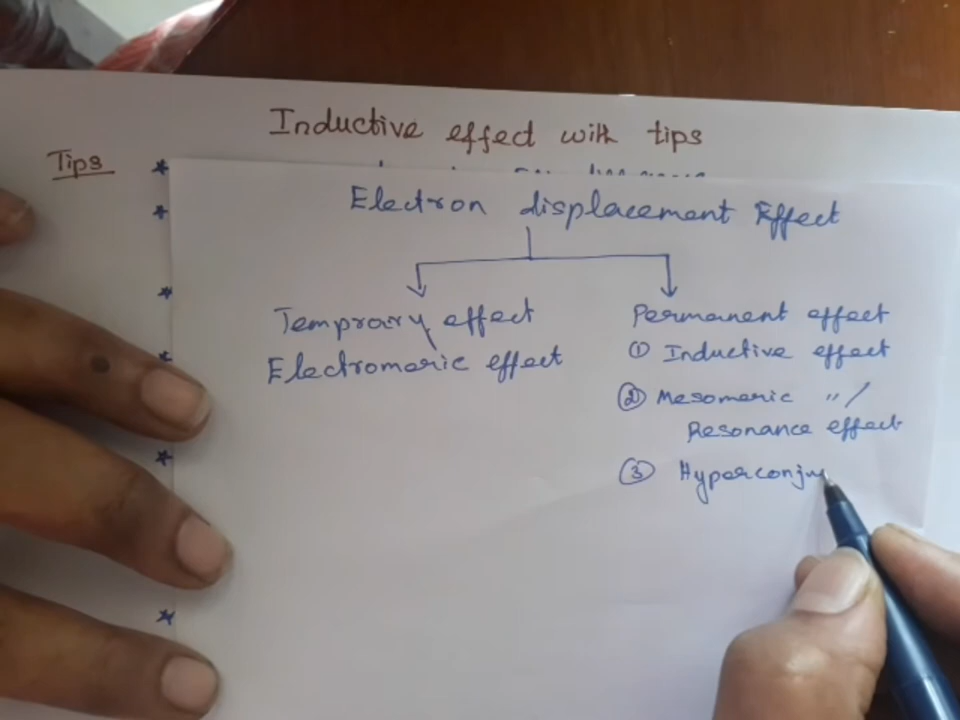 Inductive effect with tips
Tips
Electron displacement Effect
Temprory effect
Permanent effect
Electromeric effect
① Inductive effect
② Mesomeric "/
Resonance effect
③ Hyperconju